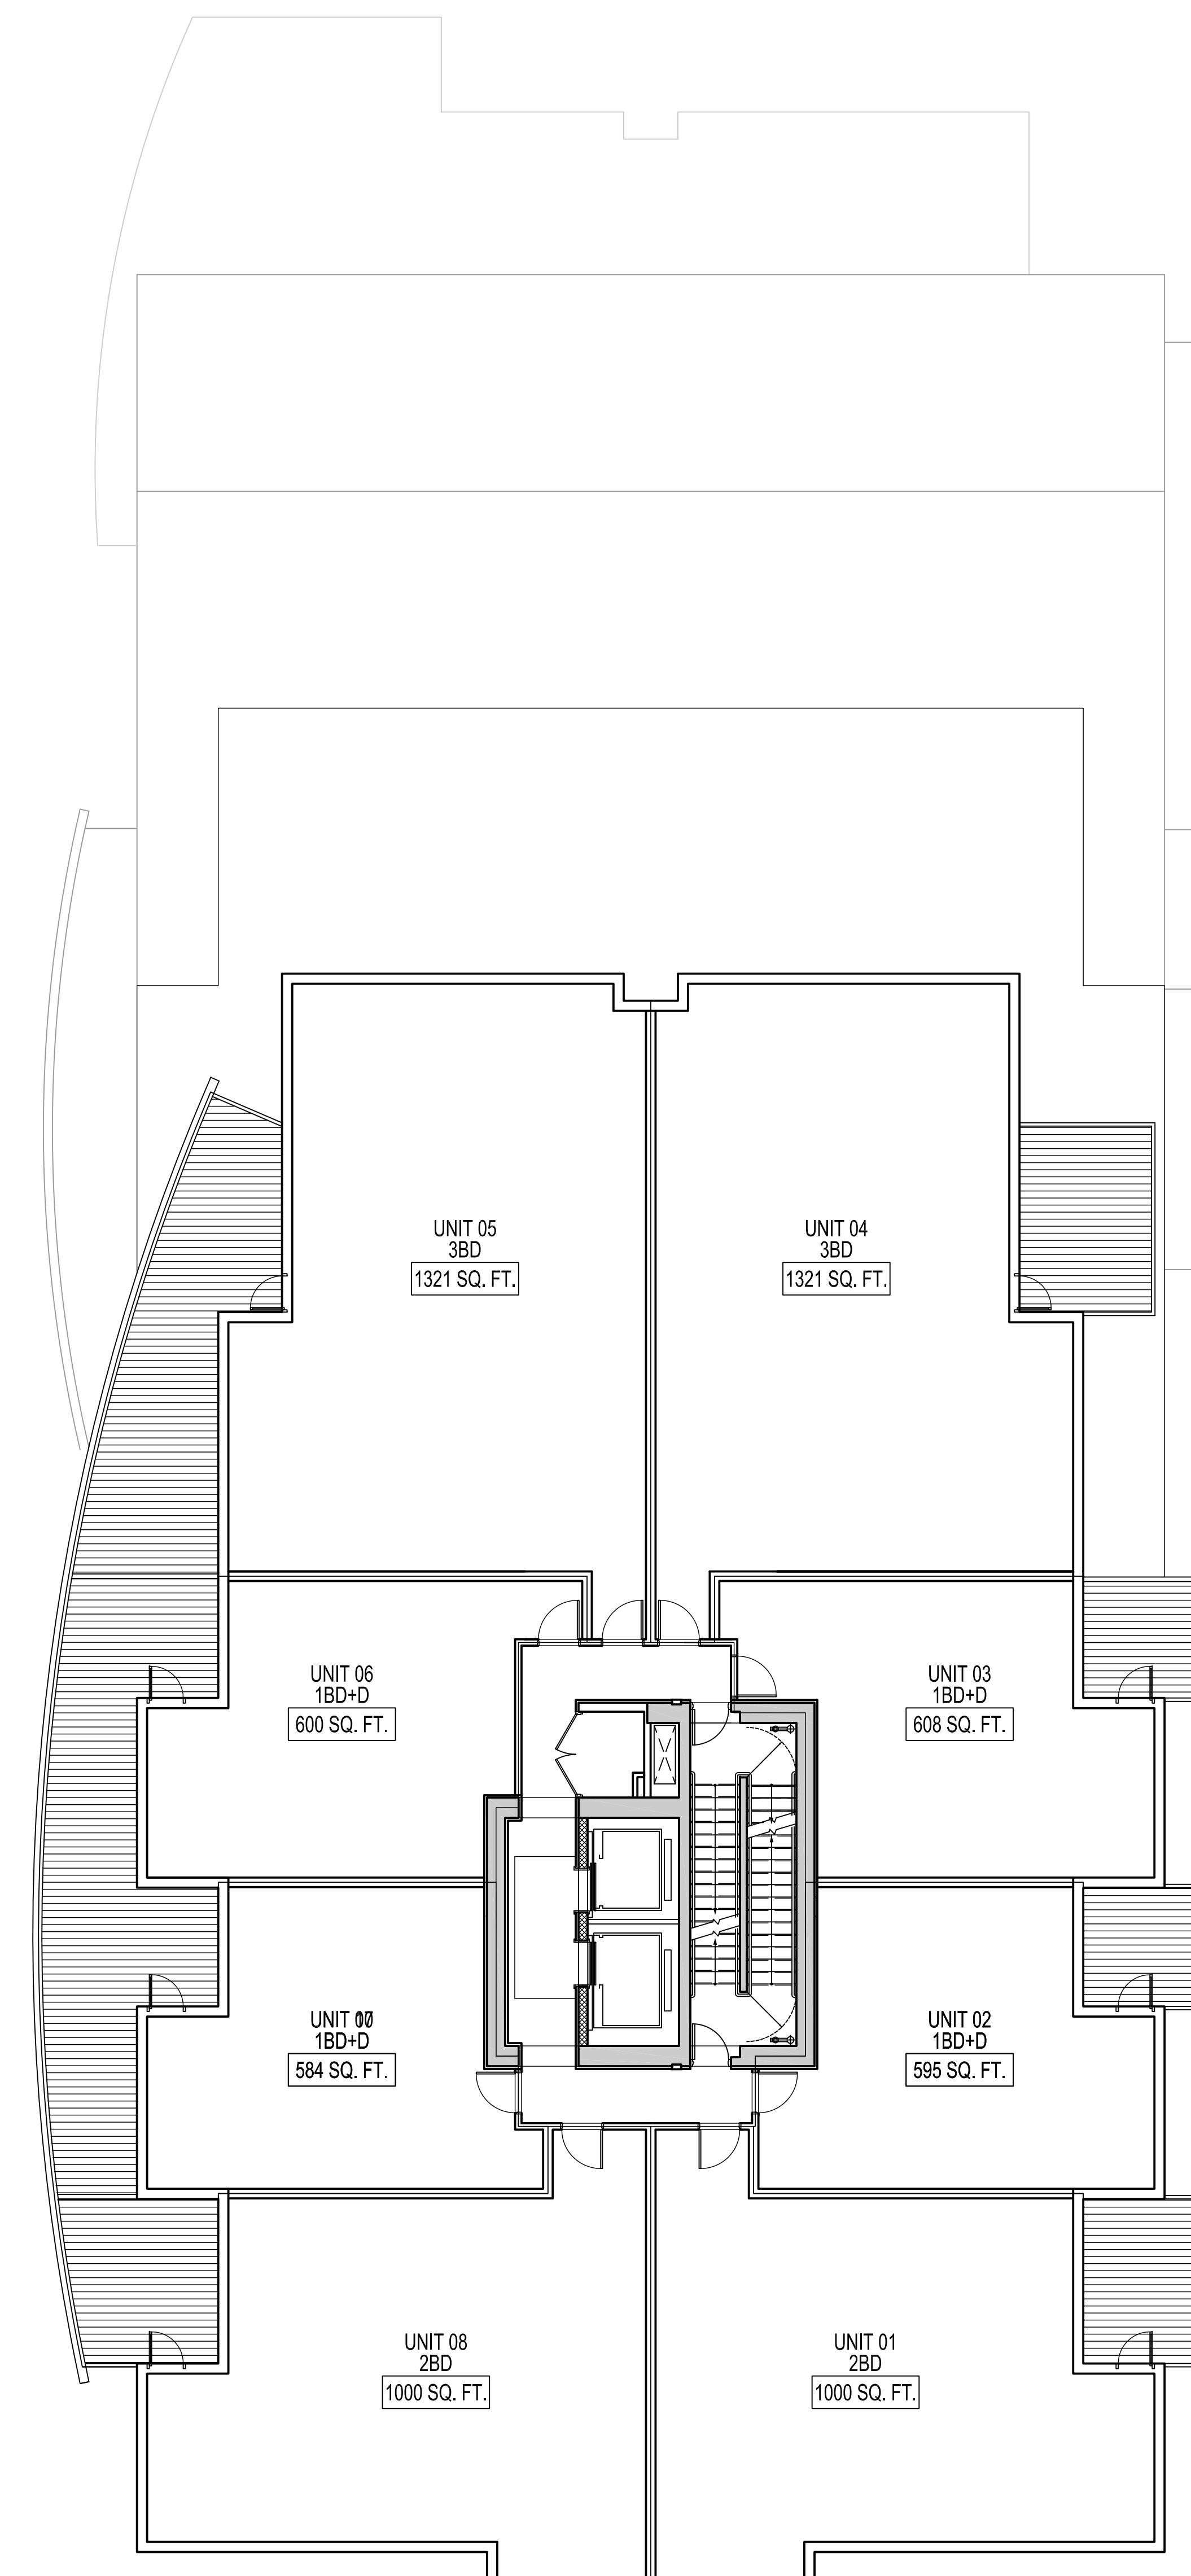 UNIT 05
3BD
1321 SQ. FT.
UNIT 04
3BD
1321 SQ. FT.
UNIT 06
1BD+D
600 SQ. FT.
UNIT 03
1BD+D
608 SQ. FT.
UNIT
1BD+D
584 SQ. FT.
UNIT 02
1BD+D
595 SQ. FT.
UNIT 08
2BD
1000 SQ. FT.
UNIT 01
2BD
1000 SQ. FT.